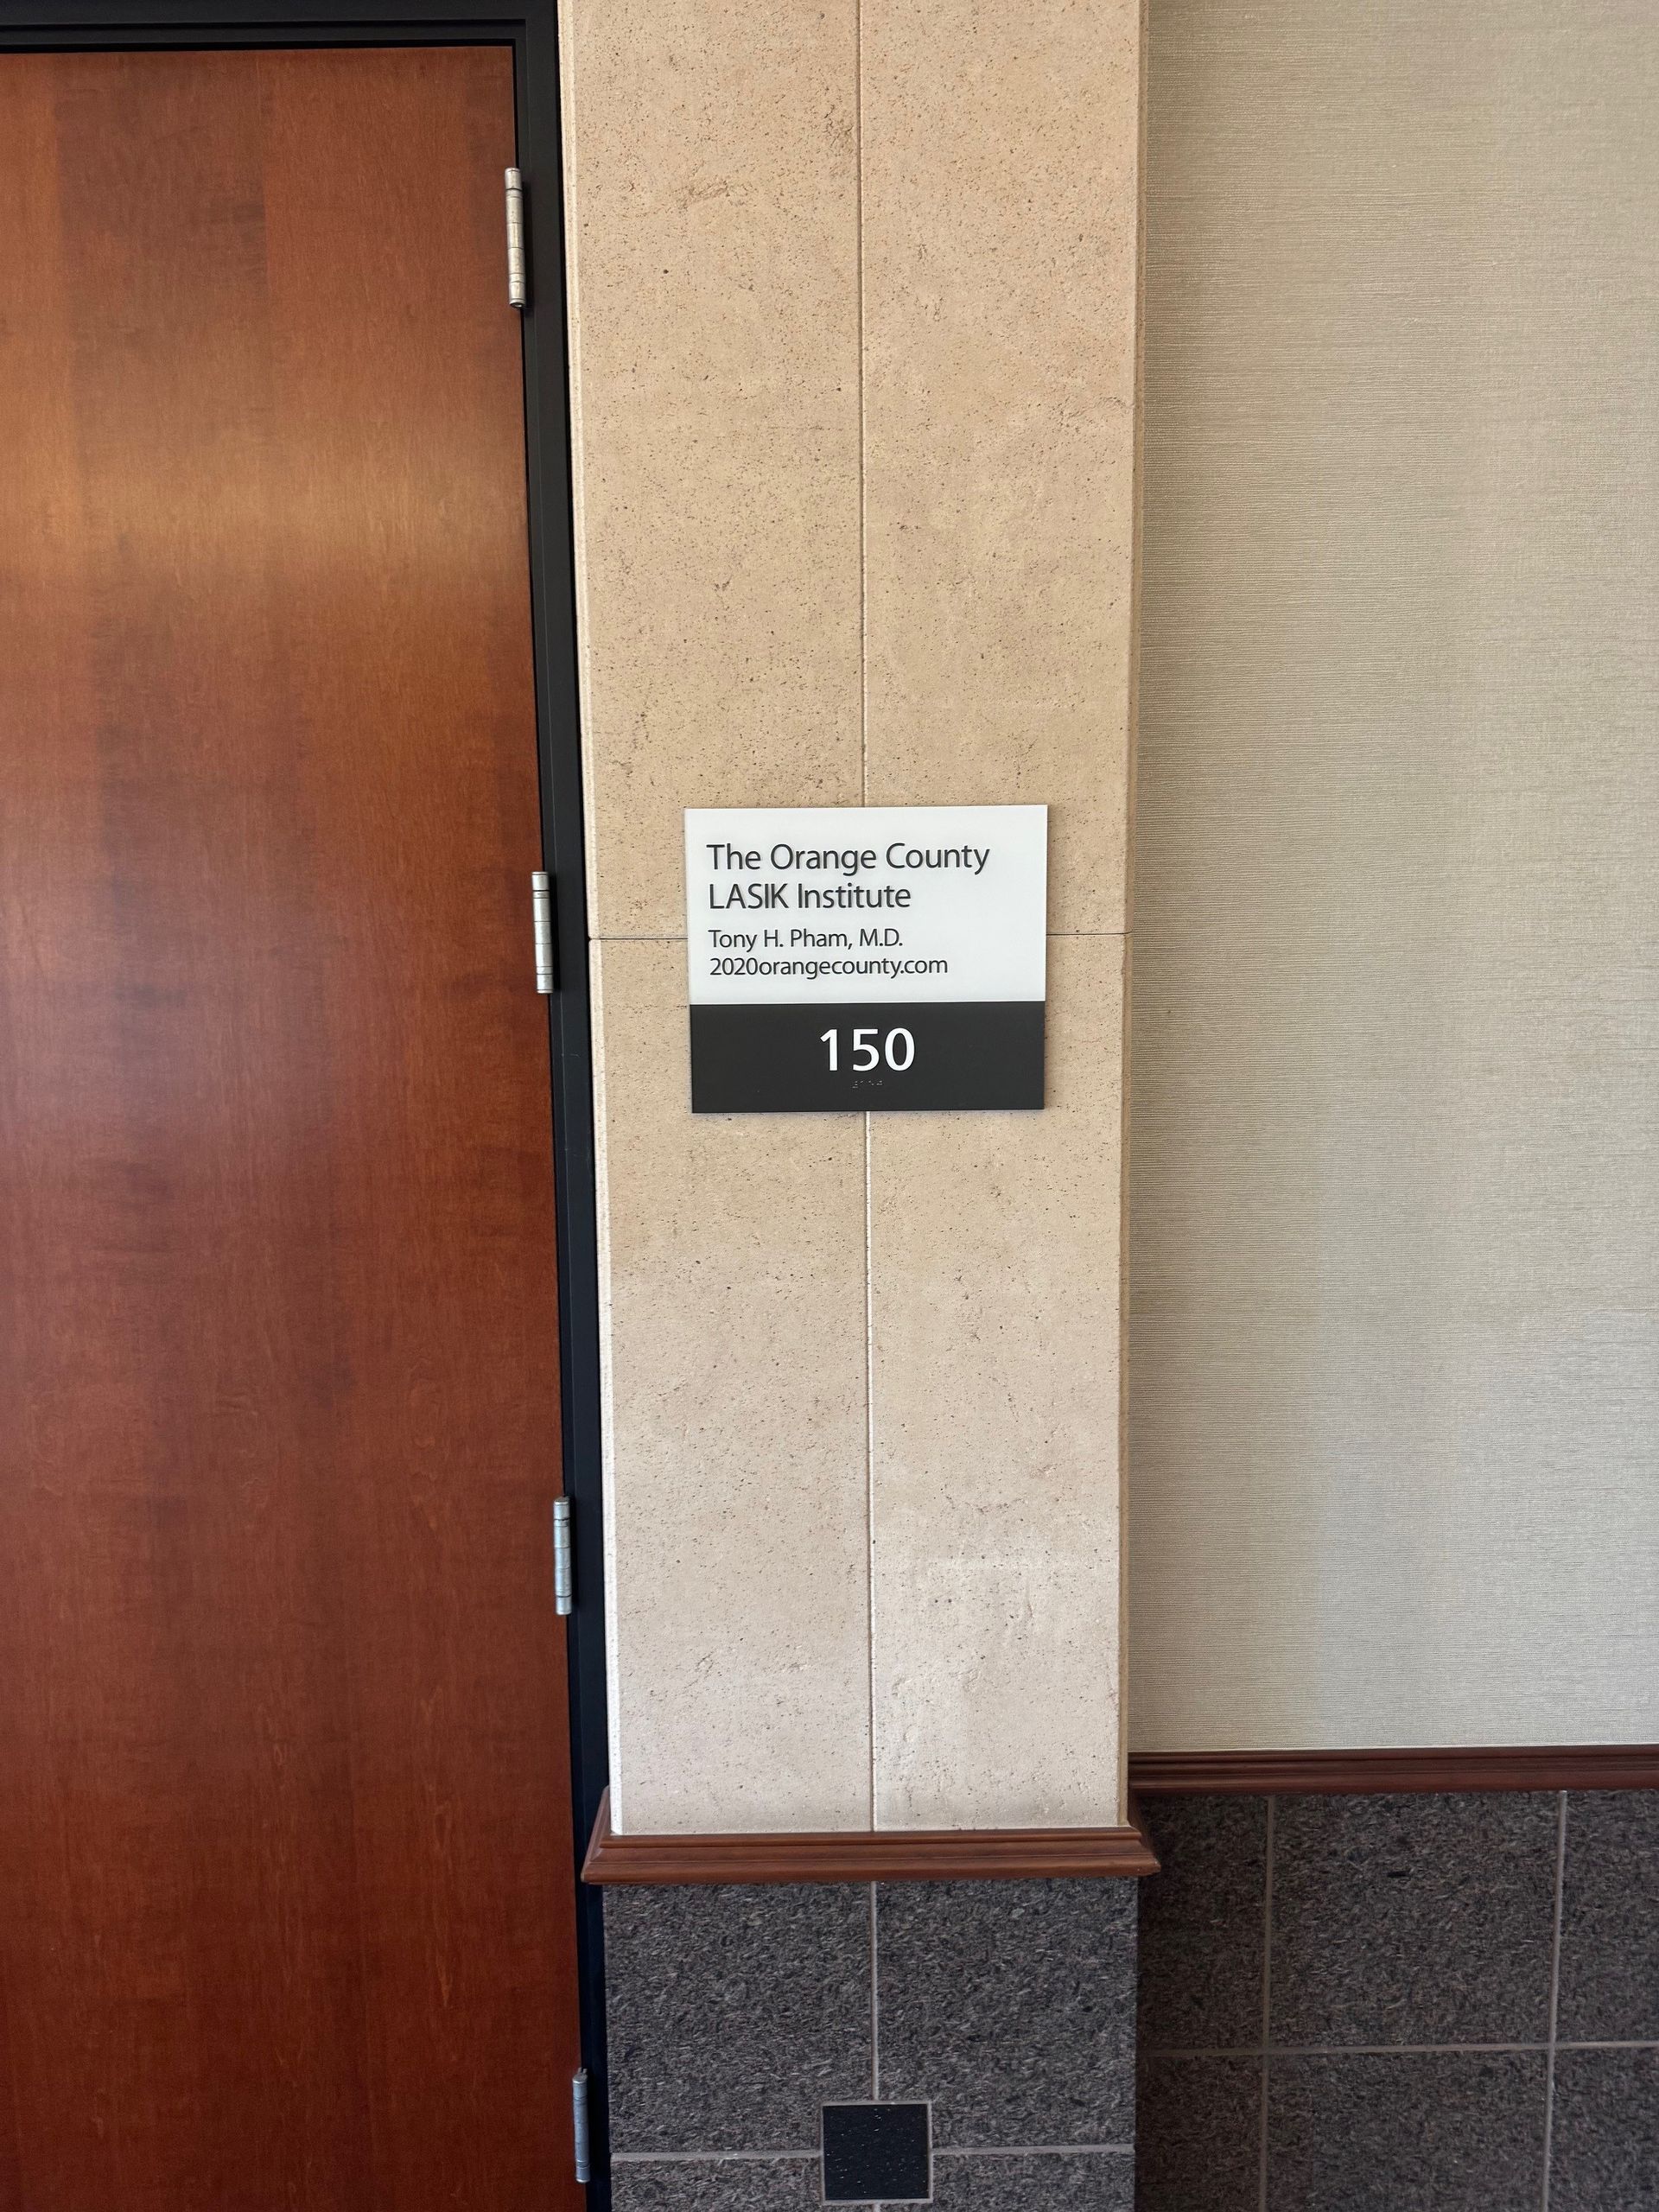 The Orange County
LASIK Institute
Tony H. Pham, M.D.
2020orangecounty.com
150